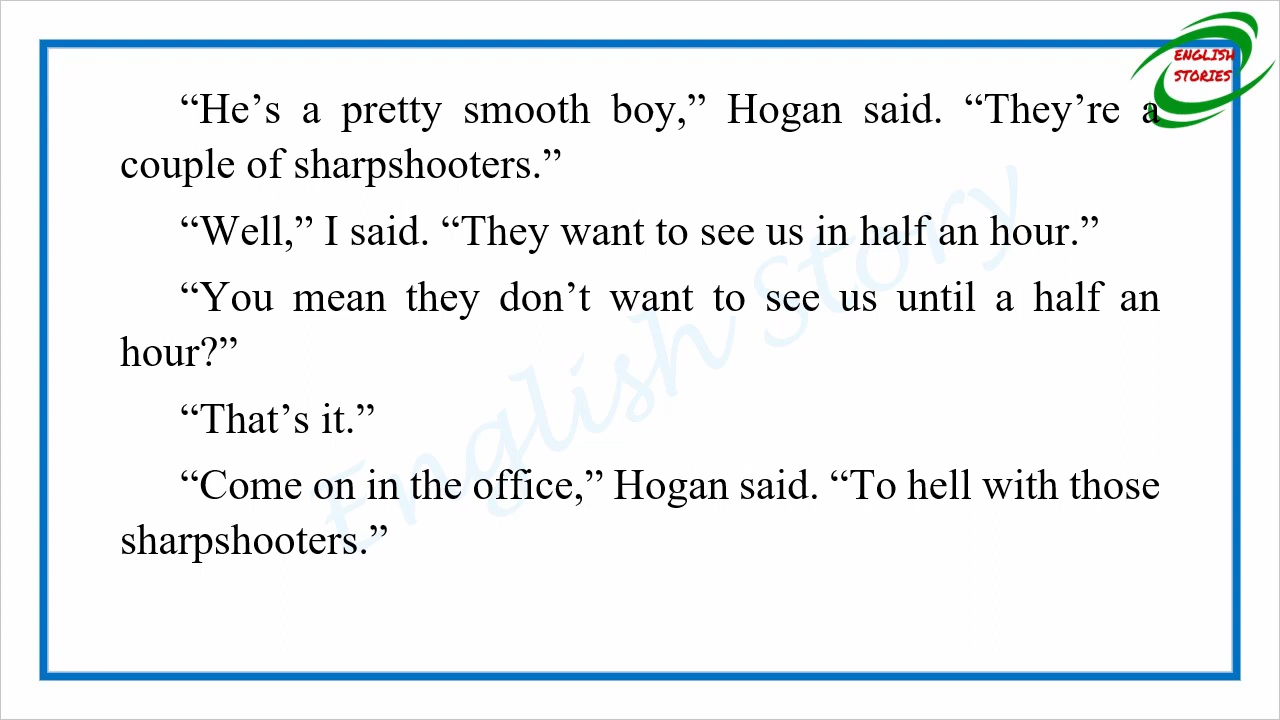 ENGLISH
STORIES
“He’s a pretty smooth boy,” Hogan said. “They’re a
couple of sharpshooters.”
“Well,” I said. “They want to see us in half an hour.”
“You mean they don’t want to see us until a half an
hour?”
“That’s it.”
“Come on in the office,” Hogan said. “To hell with those
sharpshooters.”
English Story